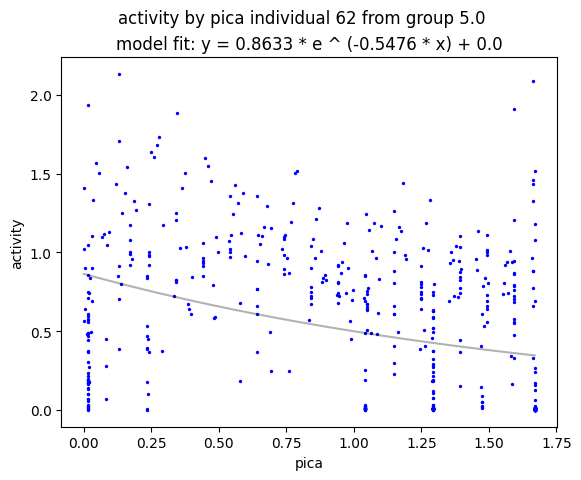 activity by pica individual 62 from group 5.0
model fit: y = 0.8633 * e ^ (-0.5476 * x) + 0.0
2.0
1.5
1.0
0.5
0.0
activity
0.00 0.25 0.50 0.75 1.00 1.25 1.50 1.75
pica